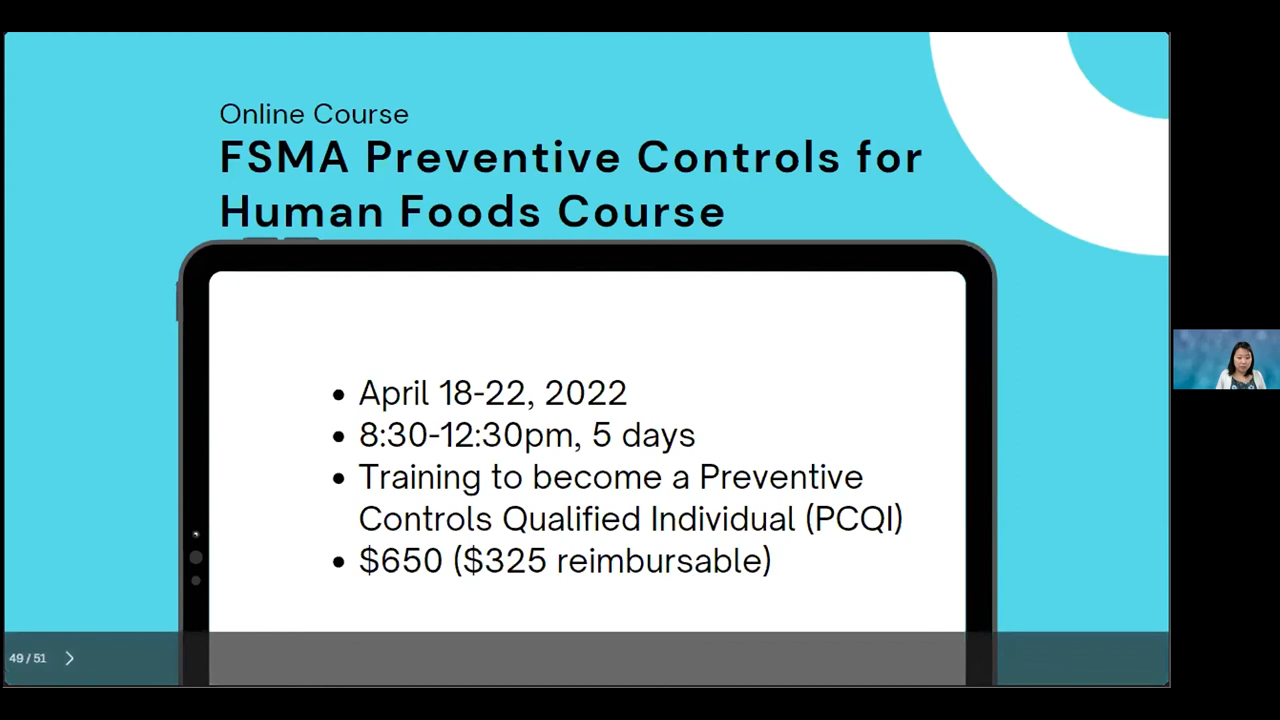 Online Course
FSMA Preventive Controls for
Human Foods Course
• April 18-22, 2022
• 8:30-12:30pm, 5 days
• Training to become a Preventive
Controls Qualified Individual (PCQI)
• $650 ($325 reimbursable)
49 / 51